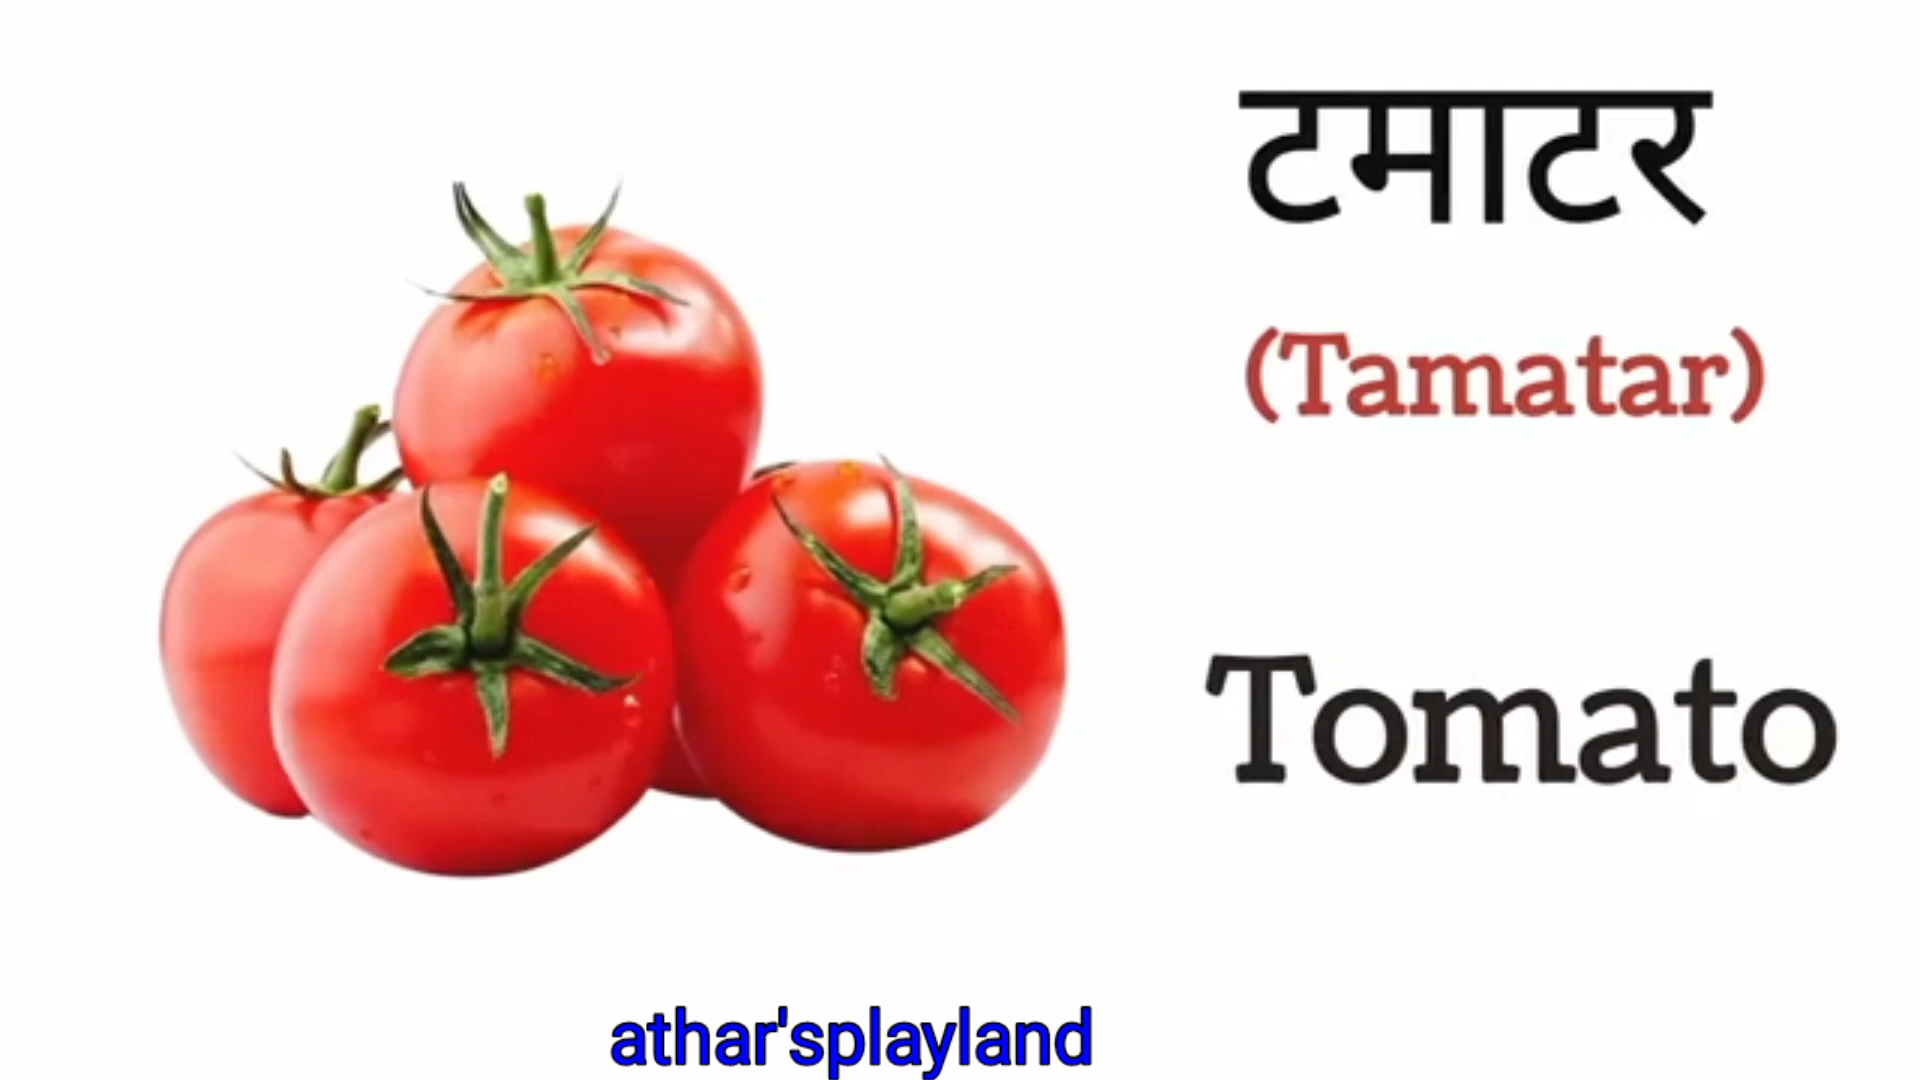 टमाटर
(Tamatar)
Tomato
athar'splayland